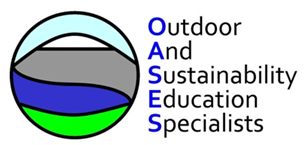 Outdoor
And
Sustainability
Education
Specialists